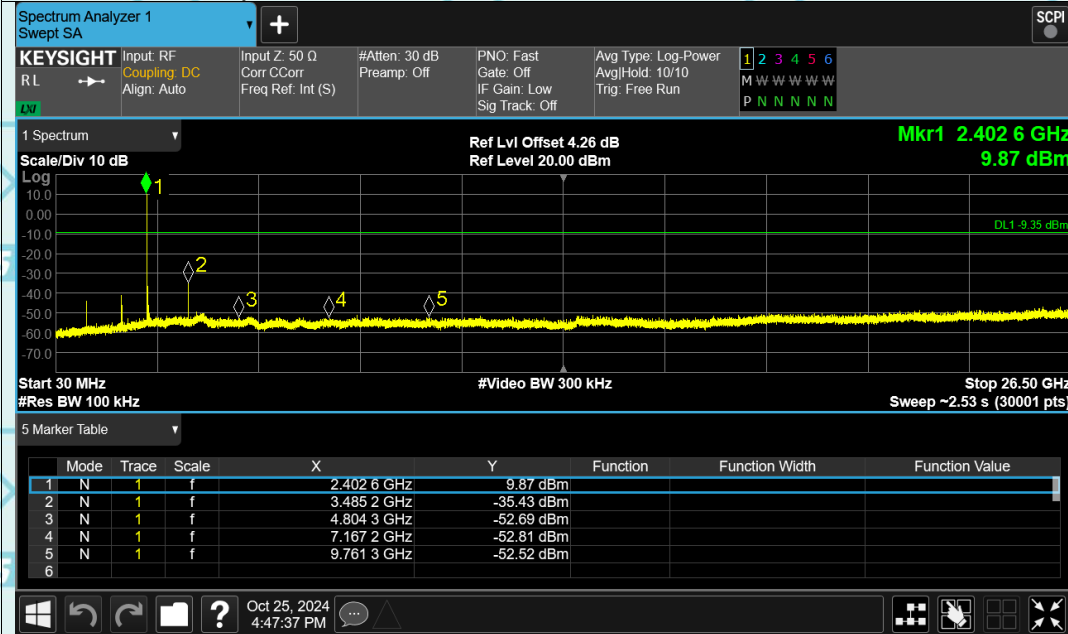 Spectrum Analyzer 1
Swept SA
+
SCPI
KEYSIGHT
RL
LXI
Input: RF
Coupling: DC
Align: Auto
Input Z: 50 Ω
Corr CCorr
Freq Ref: Int (S)
#Atten: 30 dB
Preamp: Off
PNO: Fast
Gate: Off
IF Gain: Low
Sig Track: Off
Avg Type: Log-Power
Avg|Hold: 10/10
Trig: Free Run
1 2 3 4 5 6
M W W W W W
P N N N N N
1 Spectrum
Scale/Div 10 dB
Ref Lvl Offset 4.26 dB
Ref Level 20.00 dBm
Mkr1 2.402 6 GHz
9.87 dBm
Log
10.0
0.00
-10.0
-20.0
-30.0
-40.0
-50.0
-60.0
-70.0
1
2
3
4
5
DL1 -9.35 dBm
Start 30 MHz
#Res BW 100 kHz
#Video BW 300 kHz
Stop 26.50 GHz
Sweep ~2.53 s (30001 pts)
5 Marker Table
Mode Trace Scale X Y Function Function Width Function Value
1 N 1 f 2.402 6 GHz 9.87 dBm
2 N 1 f 3.485 2 GHz -35.43 dBm
3 N 1 f 4.804 3 GHz -52.69 dBm
4 N 1 f 7.167 2 GHz -52.81 dBm
5 N 1 f 9.761 3 GHz -52.52 dBm
6
?
Oct 25, 2024
4:47:37 PM